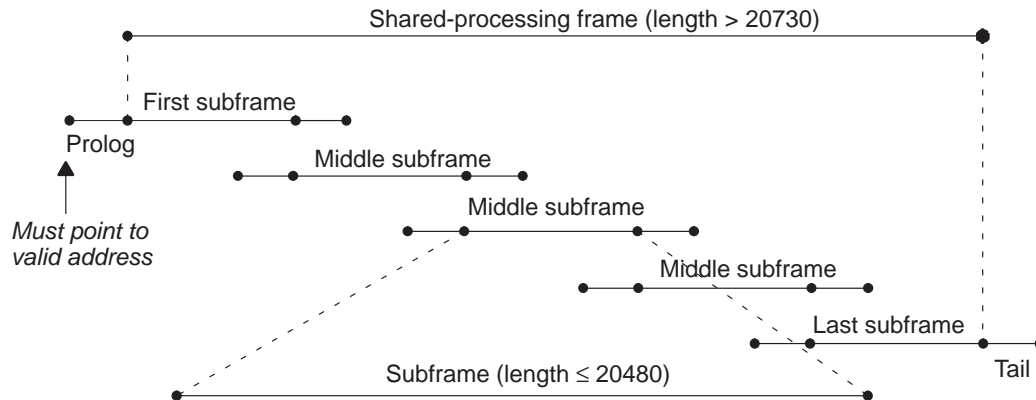 Shared-processing frame (length > 20730)
First subframe
Prolog
Middle subframe
Must point to
valid address
Middle subframe
Middle subframe
Last subframe
Tail
Subframe (length ≤ 20480)